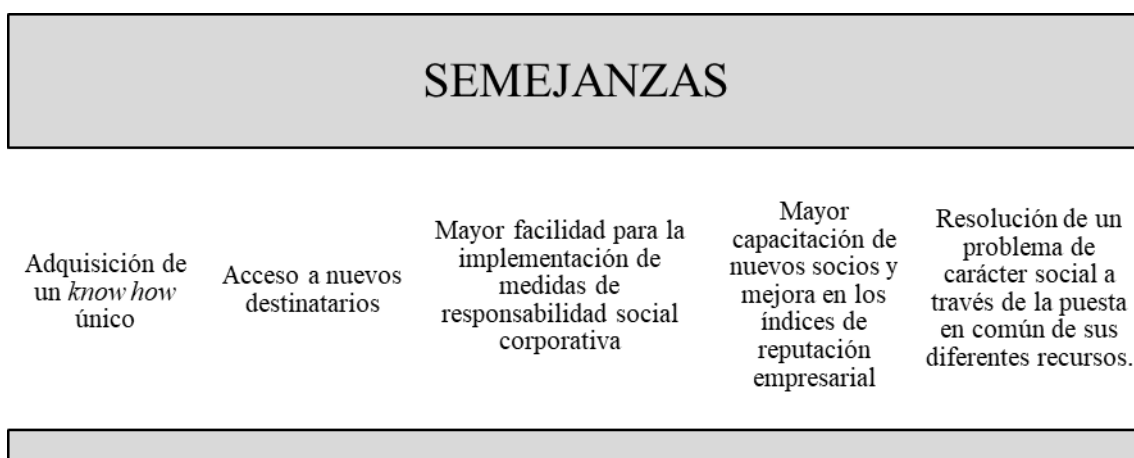 SEMEJANZAS
Adquisición de
un know how
único
Acceso a nuevos
destinatarios
Mayor facilidad para la
implementación de
medidas de
responsabilidad social
corporativa
Mayor
capacitación de
nuevos socios y
mejora en los
índices de
reputación
empresarial
Resolución de un
problema de
carácter social a
través de la puesta
en común de sus
diferentes recursos.